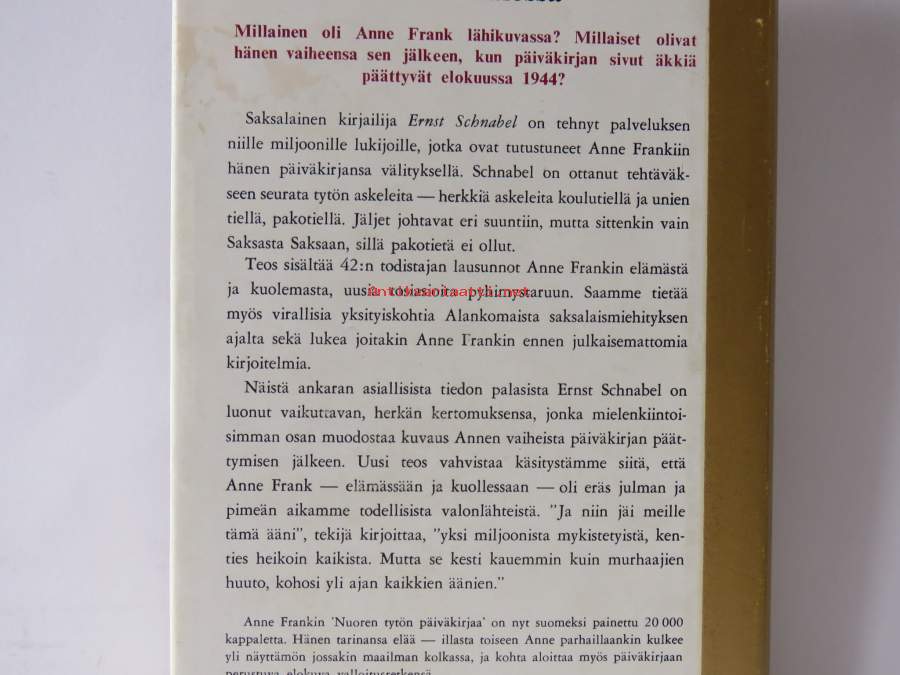 Millainen oli Anne Frank lähikuvassa? Millaiset olivat
hänen vaiheensa sen jälkeen, kun päiväkirjan sivut äkkiä
päättyvät elokuussa 1944?
Saksalainen kirjailija Ernst Schnabel on tehnyt palveluksen
niille miljoonille lukijoille, jotka ovat tutustuneet Anne Frankiin
hänen päiväkirjansa välityksellä. Schnabel on ottanut tehtäväk-
seen seurata tytön askeleita — herkkiä askeleita koulutiellä ja unien
tiellä, pakotiellä. Jäljet johtavat eri suuntiin, mutta sittenkin vain
Saksasta Saksaan, sillä pakotietä ei ollut.
Teos sisältää 42:n todistajan lausunnot Anne Frankin elämästä
ja kuolemasta, uusia tosiasioita pyhimystaruun. Saamme tietää
myös virallisia yksityiskohtia Alankomaista saksalaismiehityksen
ajalta sekä lukea joitakin Anne Frankin ennen julkaisemattomia
kirjoitelmia.
Näistä ankaran asiallisista tiedon palasista Ernst Schnabel on
luonut vaikuttavan, herkän kertomuksensa, jonka mielenkiintoi-
simman osan muodostaa kuvaus Annen vaiheista päiväkirjan päät-
tymisen jälkeen. Uusi teos vahvistaa käsitystämme siitä, että
Anne Frank — elämässään ja kuollessaan — oli eräs julman ja
pimeän aikamme todellisista valonlähteistä. "Ja niin jäi meille
tämä ääni", tekijä kirjoittaa, "yksi miljoonista mykistetyistä, ken-
ties heikoin kaikista. Mutta se kesti kauemmin kuin murhaajien
huuto, kohosi yli ajan kaikkien äänien."
Anne Frankin 'Nuoren tytön päiväkirjaa' on nyt suomeksi painettu 20 000
kappaletta. Hänen tarinansa elää — illasta toiseen Anne parhaillaankin kulkee
yli näyttämön jossakin maailman kolkassa, ja kohta aloittaa myös päiväkirjaan
perustuva elokuva valloitusretkensä